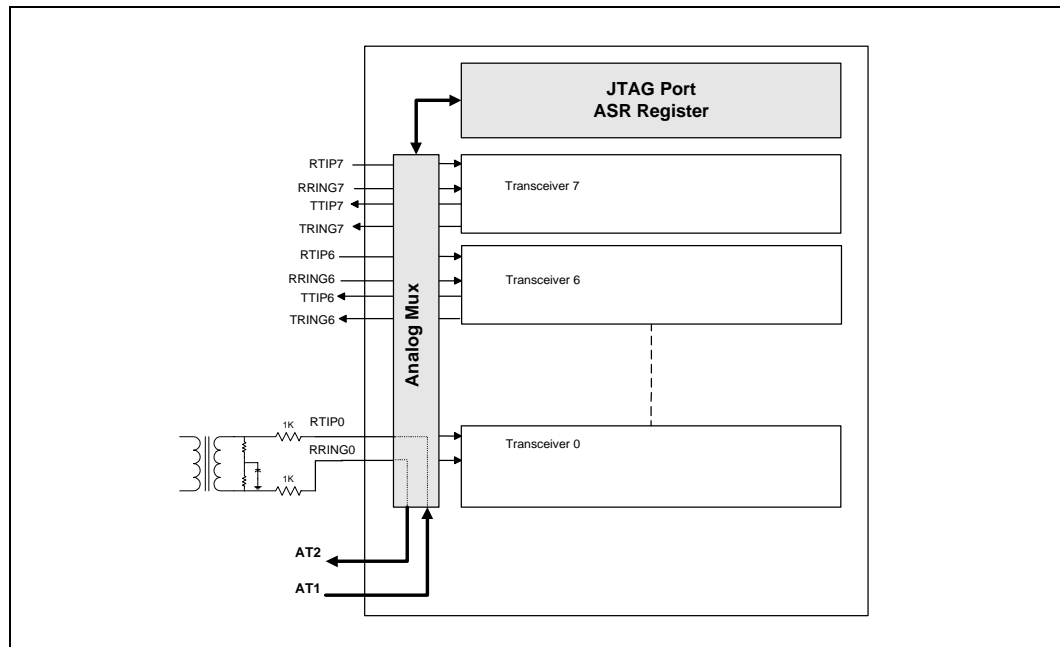 JTAG Port
ASR Register
RTIP7
RRING7
TTIP7
TRING7
Transceiver 7
RTIP6
RRING6
TTIP6
TRING6
Transceiver 6
Analog Mux
1K
RTIP0
RRING0
1K
Transceiver 0
AT2
AT1